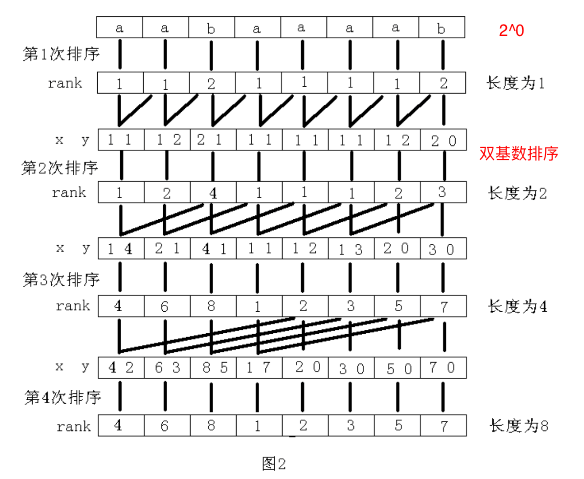 a a b a a a a b 2^0
第1次排序
rank 1 1 2 1 1 1 1 2 长度为1
x y 1 1 1 2 2 1 1 1 1 1 1 1 1 2 2 0 双基数排序
第2次排序
rank 1 2 4 1 1 1 2 3 长度为2
x y 1 4 2 1 4 1 1 1 1 2 1 3 2 0 3 0
第3次排序
rank 4 6 8 1 2 3 5 7 长度为4
x y 4 2 6 3 8 5 1 7 2 0 3 0 5 0 7 0
第4次排序
rank 4 6 8 1 2 3 5 7 长度为8
图2